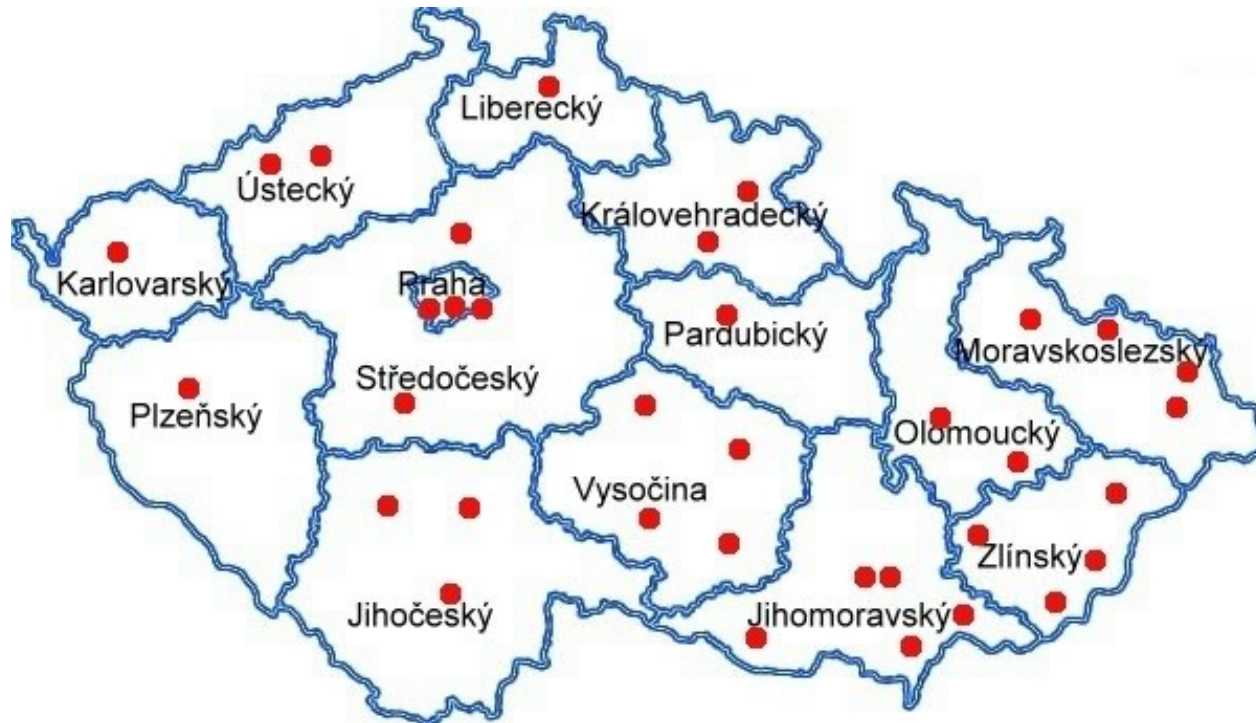 Liberecký
Ústecký
Královehradecký
Karlovarský
Praha
Pardubický
Moravskoslezský
Středočeský
Plzeňský
Olomoucký
Vysočina
Zlínský
Jihočeský
Jihomoravský